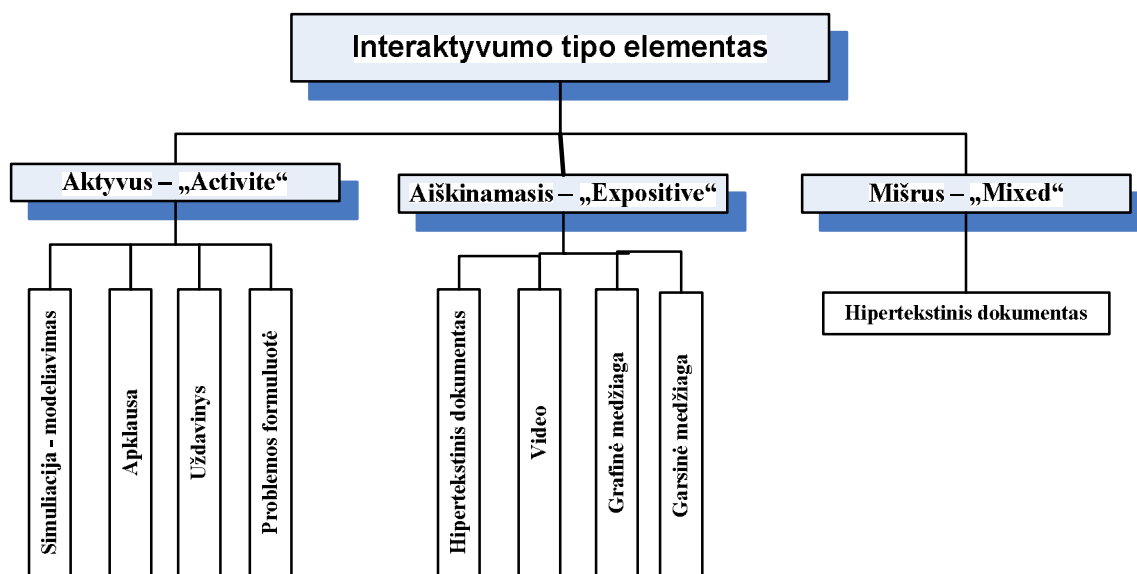 Interaktyvumo tipo elementas
Aktyvus – „Activite“
Aiškinamasis – „Expositive“
Mišrus – „Mixed“
Simuliacija - modeliavimas
Apklausa
Uždavinys
Problemos formuluotė
Hipertekstinis dokumentas
Video
Grafinė medžiaga
Garsinė medžiaga
Hipertekstinis dokumentas